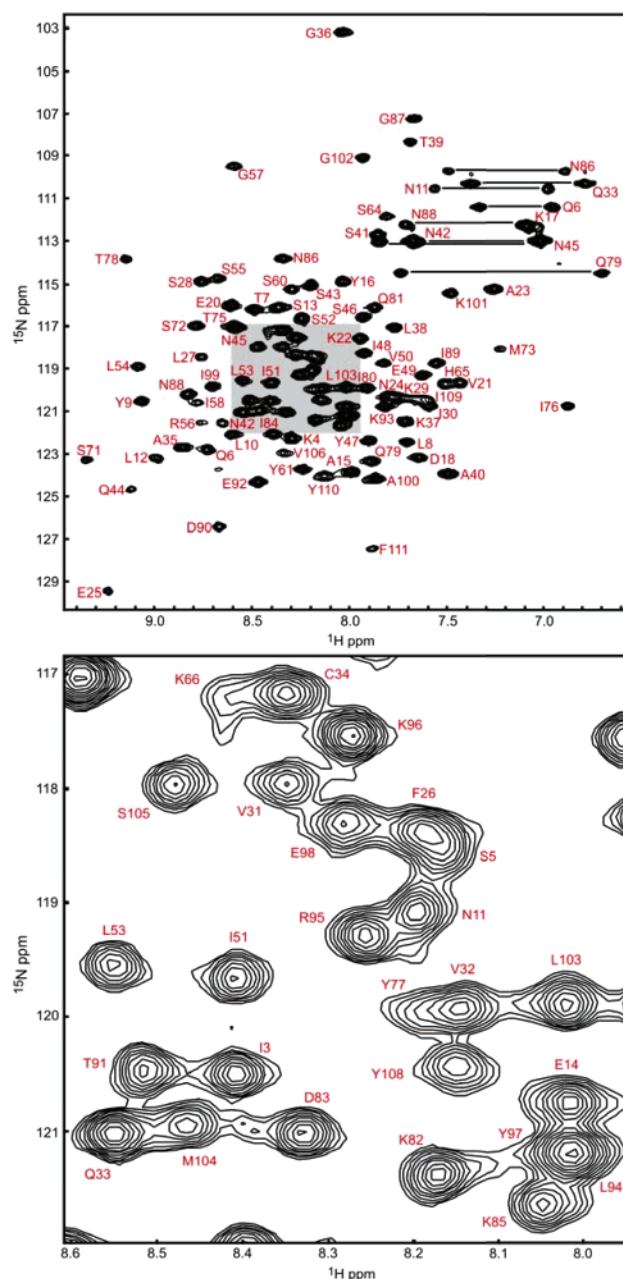 103
105
107
109
111
113
115
117
119
121
123
125
127
129
15N ppm
G36
G87
T39
G102
G57
N86
N11
Q33
S64
N88
Q6
K17
S41
N42
N45
Q79
T78
N86
S55
S28
S60
S43
Y16
Q81
A23
E20
T7
S13
S46
K101
S72
T75
S52
L38
N45
K22
I48
I89
M73
L54
L27
V50
E49
H65
I99
L53
I51
L103
I80
N24
K29
V21
N88
I58
I109
Y9
K93
J30
I76
R56
N42
I84
K37
A35
L10
K4
Y47
L8
S71
L12
Q6
V106
Q79
D18
Y61
A15
E92
Y110
A100
A40
Q44
D90
F111
E25
9.0 8.5 8.0 7.5 7.0
1H ppm
117
118
119
120
121
15N ppm
K66
C34
K96
S105
V31
F26
E98
S5
R95
N11
L53
I51
Y77
V32
L103
T91
I3
Y108
E14
D83
K82
Y97
Q33
M104
L94
K85
8.6 8.5 8.4 8.3 8.2 8.1 8.0
1H ppm